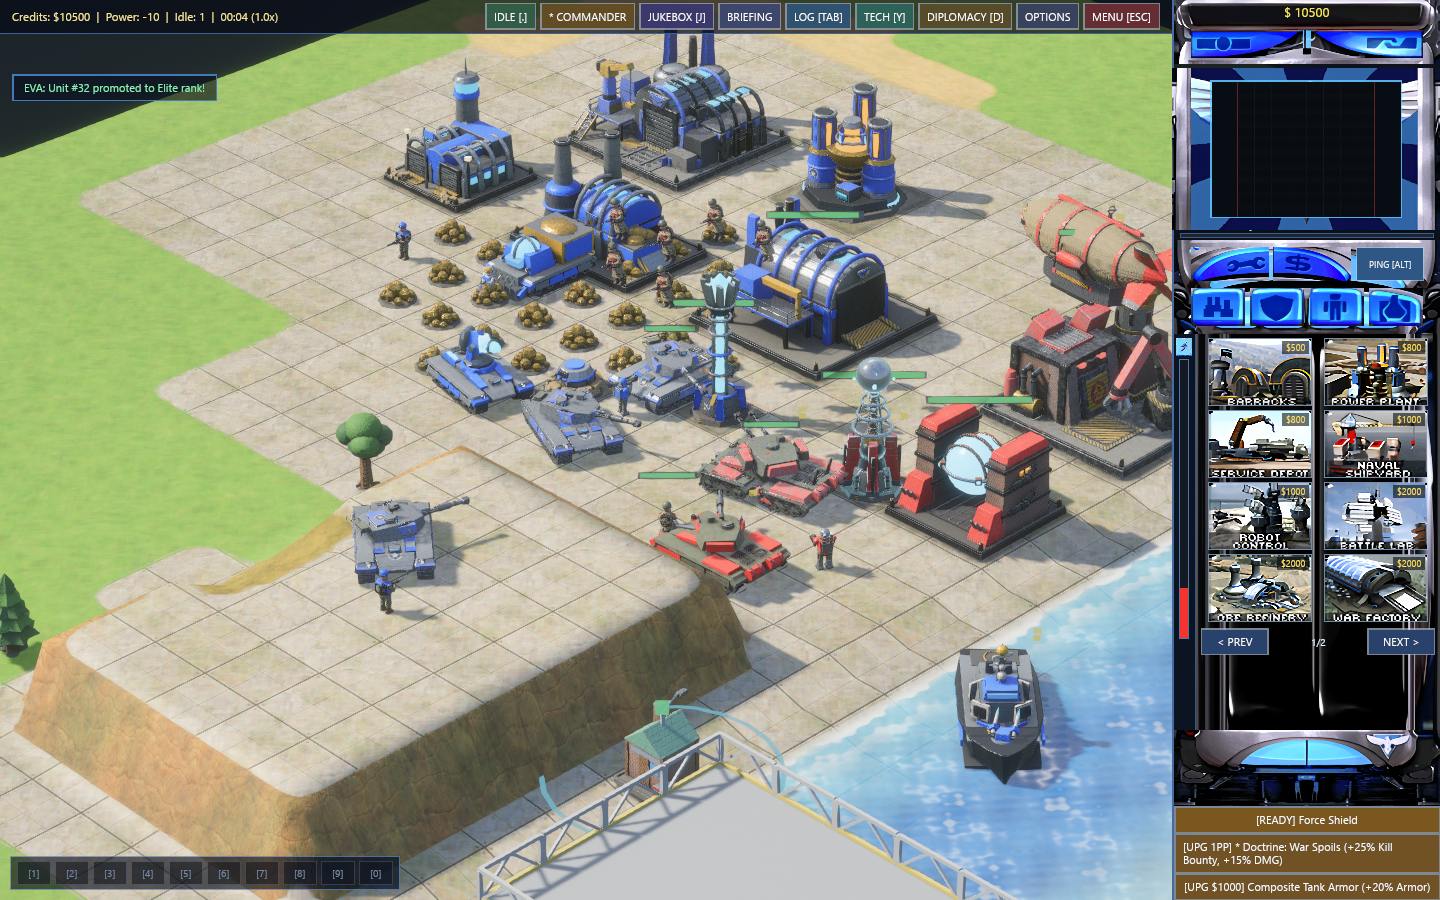 Credits: $10500 | Power: -10 | Idle: 1 | 00:04 (1.0x)
IDLE [.]
* COMMANDER
JUKEBOX [J]
BRIEFING
LOG [TAB]
TECH [Y]
DIPLOMACY [D]
OPTIONS
MENU [ESC]
$ 10500
EVA: Unit #32 promoted to Elite rank!
PING [ALT]
$500
BARRACKS
$800
POWER PLANT
$800
SERVICE DEPOT
$1000
NAVAL
SHIPYARD
$1000
ROBOT
CONTROL
$2000
BATTLE LAB
$2000
ORE REFINERY
$2000
WAR FACTORY
< PREV
1/2
NEXT >
[READY] Force Shield
[UPG 1PP] * Doctrine: War Spoils (+25% Kill
Bounty, +15% DMG)
[UPG $1000] Composite Tank Armor (+20% Armor)
[1] [2] [3] [4] [5] [6] [7] [8] [9] [0]